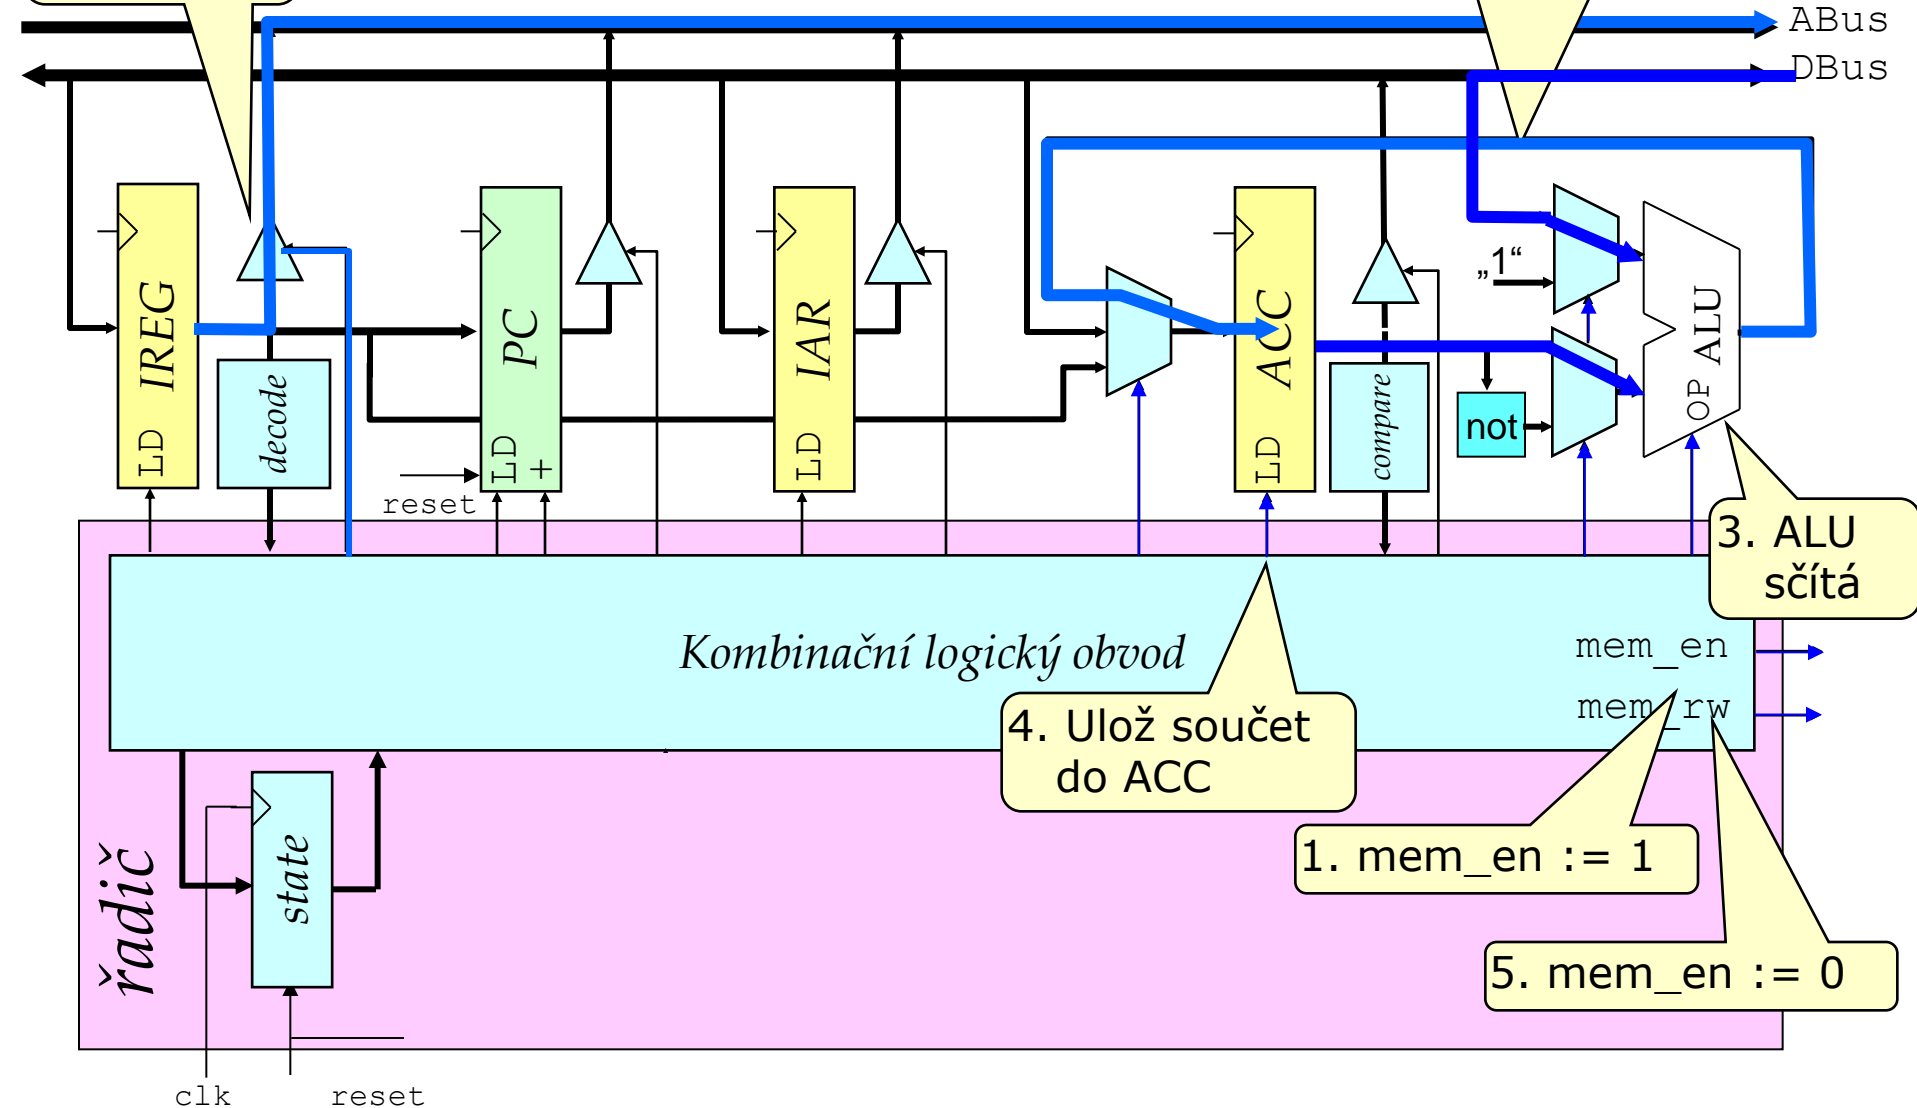 ABus
DBus
LD IREG
decode
LD + PC
reset
LD IAR
LD ACC
compare
„1“
not
OP ALU
3. ALU
sčítá
Kombinační logický obvod
mem_en
mem_rw
4. Ulož součet
do ACC
1. mem_en := 1
5. mem_en := 0
řadič
state
clk
reset